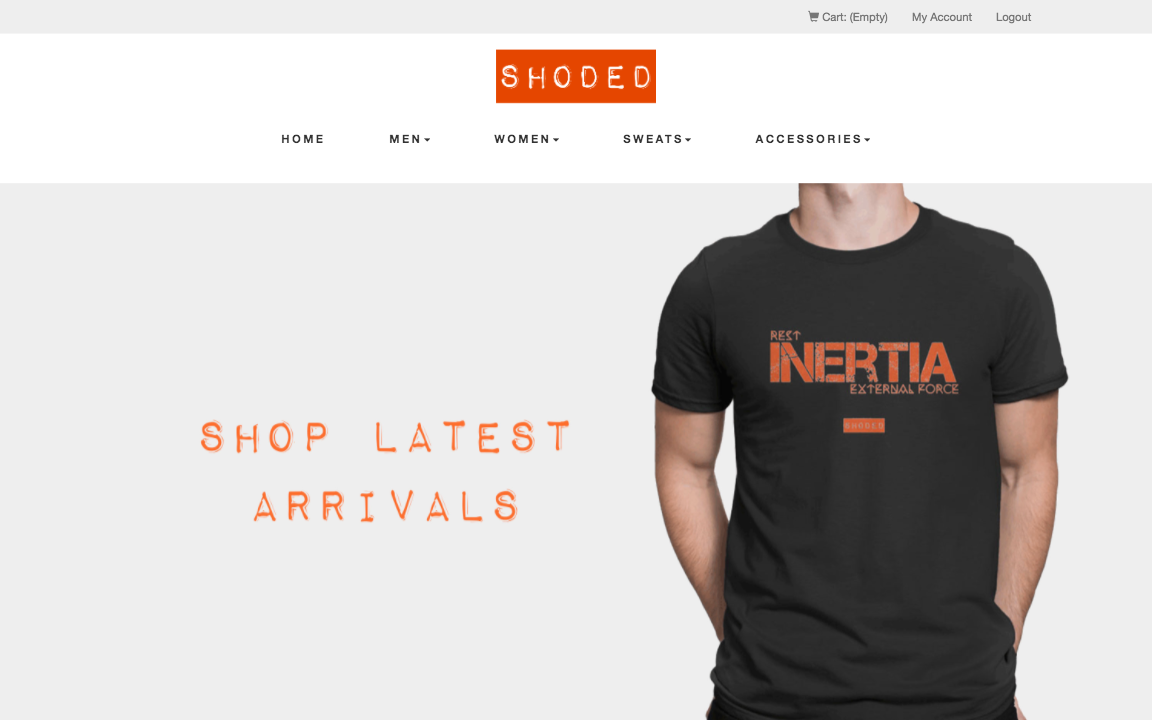 Cart: (Empty) My Account Logout
SHODED
HOME MEN WOMEN SWEATS ACCESSORIES
REST
INERTIA
EXTERNAL FORCE
SHODED
SHOP LATEST
ARRIVALS